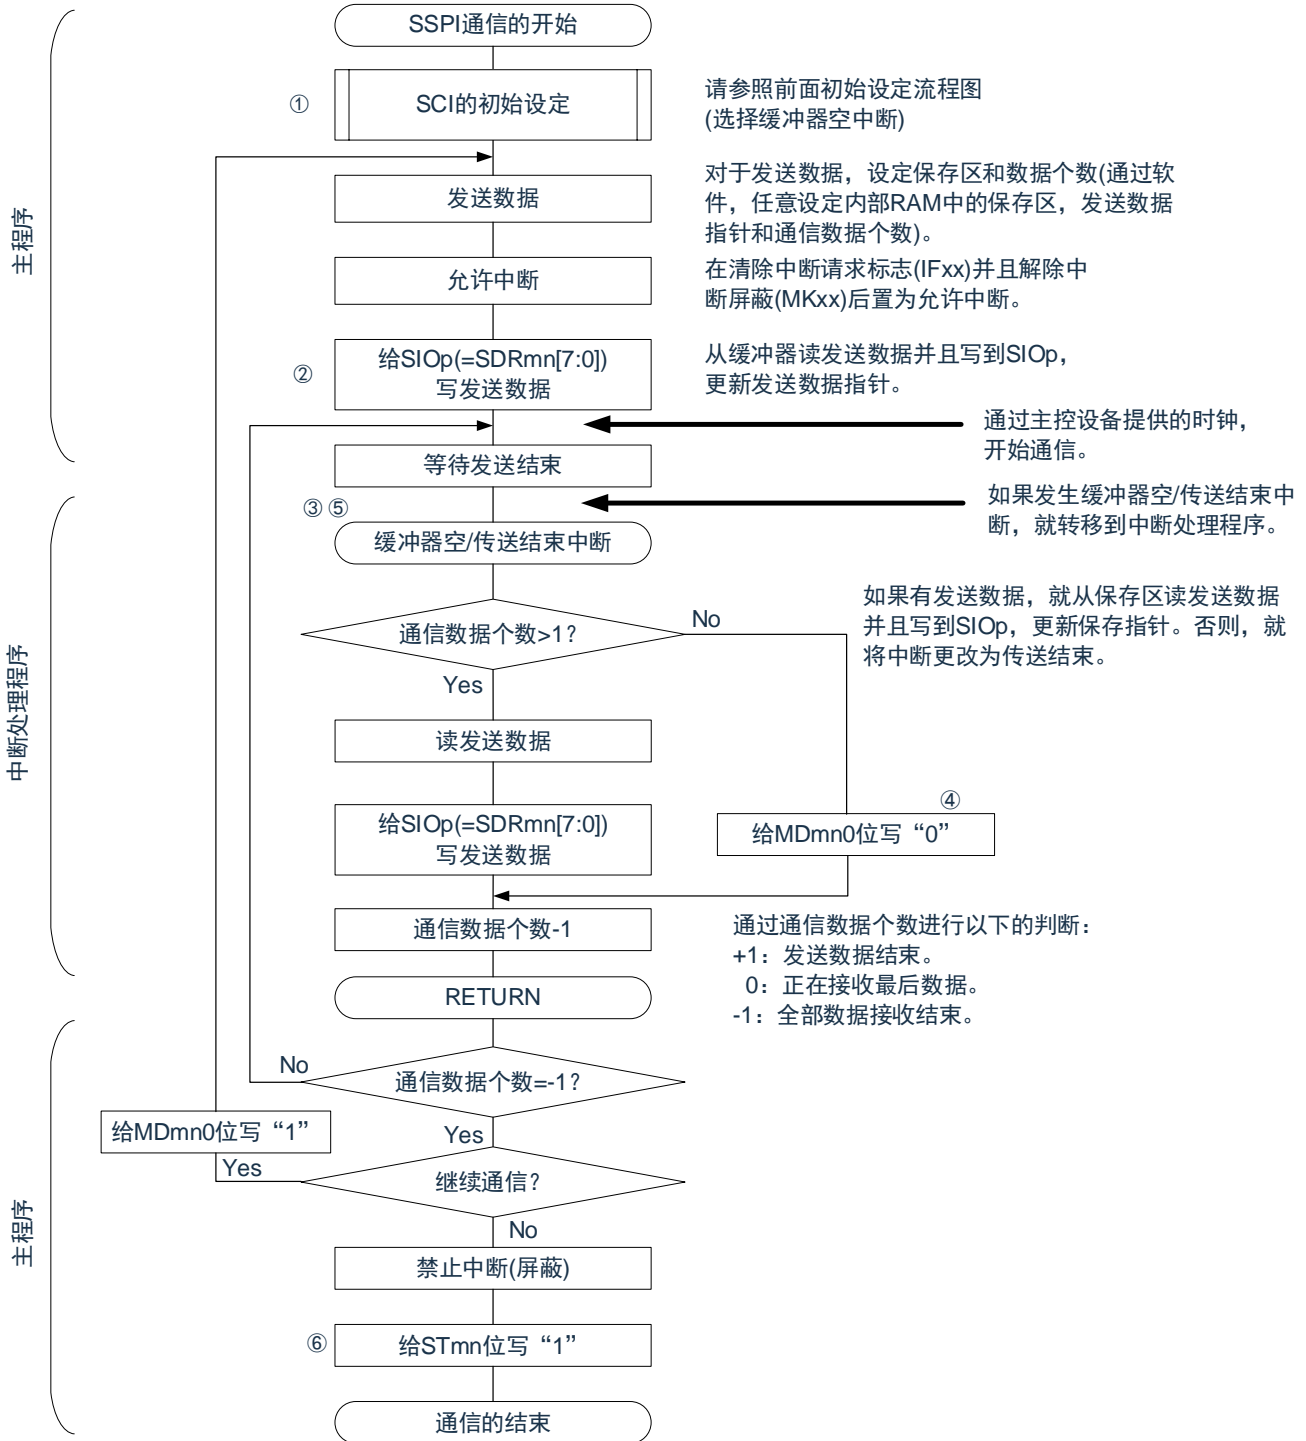 SSPI通信的开始
①
SCI的初始设定
请参照前面初始设定流程图
(选择缓冲器空中断)
主程序
发送数据
对于发送数据，设定保存区和数据个数(通过软
件，任意设定内部RAM中的保存区，发送数据
指针和通信数据个数)。
允许中断
在清除中断请求标志(IFxx)并且解除中
断屏蔽(MKxx)后置为允许中断。
②
给SIOp(=SDRmn[7:0])
写发送数据
从缓冲器读发送数据并且写到SIOp，
更新发送数据指针。
通过主控设备提供的时钟，
开始通信。
等待发送结束
③ ⑤
如果发生缓冲器空/传送结束中
断，就转移到中断处理程序。
中断处理程序
缓冲器空/传送结束中断
通信数据个数>1？
No
Yes
如果有发送数据，就从保存区读发送数据
并且写到SIOp，更新保存指针。否则，就
将中断更改为传送结束。
读发送数据
给SIOp(=SDRmn[7:0])
写发送数据
④
给MDmn0位写“0”
通信数据个数-1
通过通信数据个数进行以下的判断：
+1：发送数据结束。
0：正在接收最后数据。
-1：全部数据接收结束。
RETURN
主程序
No
通信数据个数=-1？
Yes
给MDmn0位写“1”
Yes
继续通信？
No
禁止中断(屏蔽)
⑥
给STmn位写“1”
通信的结束